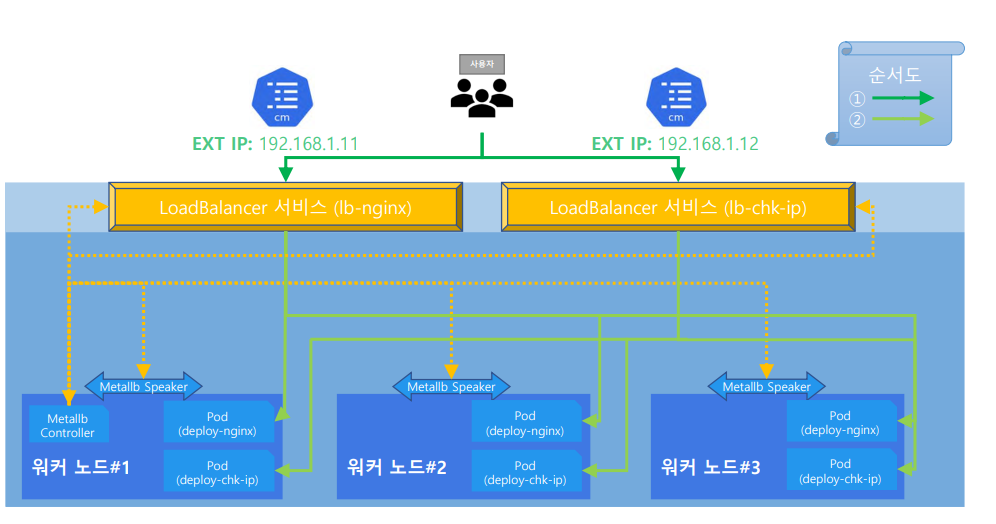 사용자
순서도
①
②
cm
cm
EXT IP: 192.168.1.11
EXT IP: 192.168.1.12
LoadBalancer 서비스 (lb-nginx)
LoadBalancer 서비스 (lb-chk-ip)
Metallb Speaker
Metallb Speaker
Metallb Speaker
Metallb
Controller
Pod
(deploy-nginx)
워커 노드#1
Pod
(deploy-chk-ip)
Pod
(deploy-nginx)
워커 노드#2
Pod
(deploy-chk-ip)
Pod
(deploy-nginx)
워커 노드#3
Pod
(deploy-chk-ip)